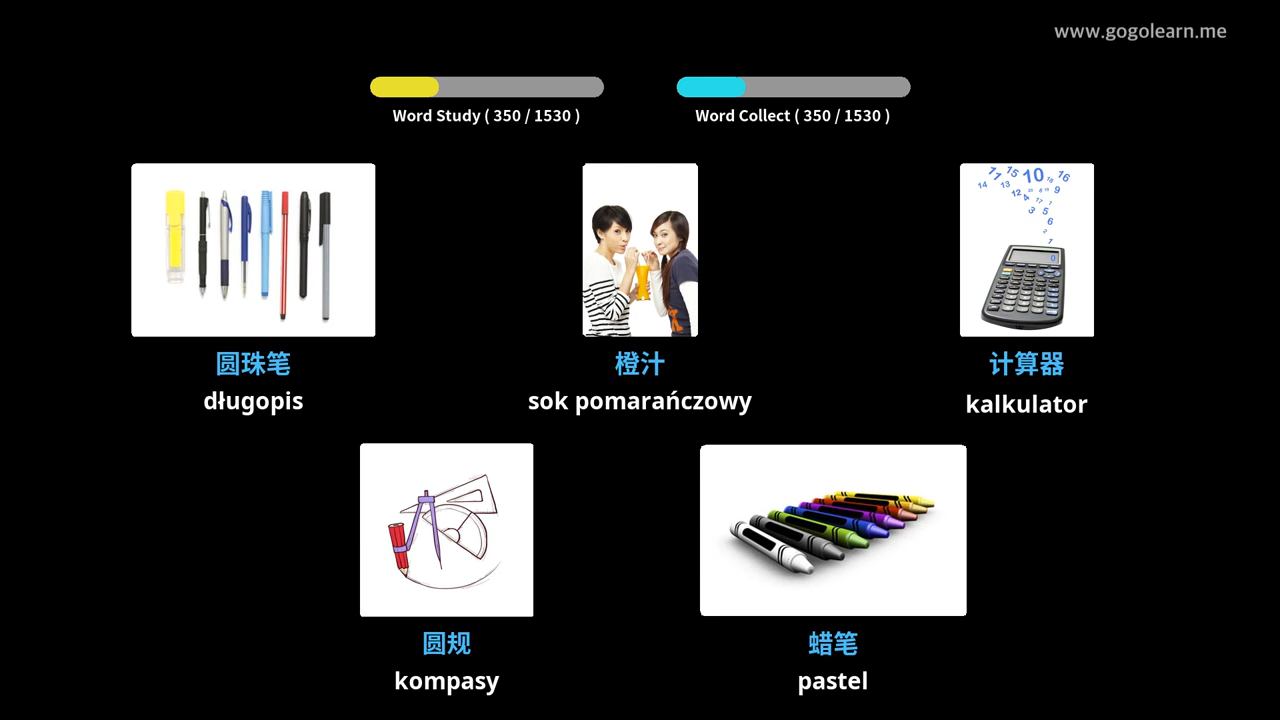 www.gogolearn.me
Word Study ( 350 / 1530 )
Word Collect ( 350 / 1530 )
圆珠笔
długopis
橙汁
sok pomarańczowy
计算器
kalkulator
圆规
kompasy
蜡笔
pastel